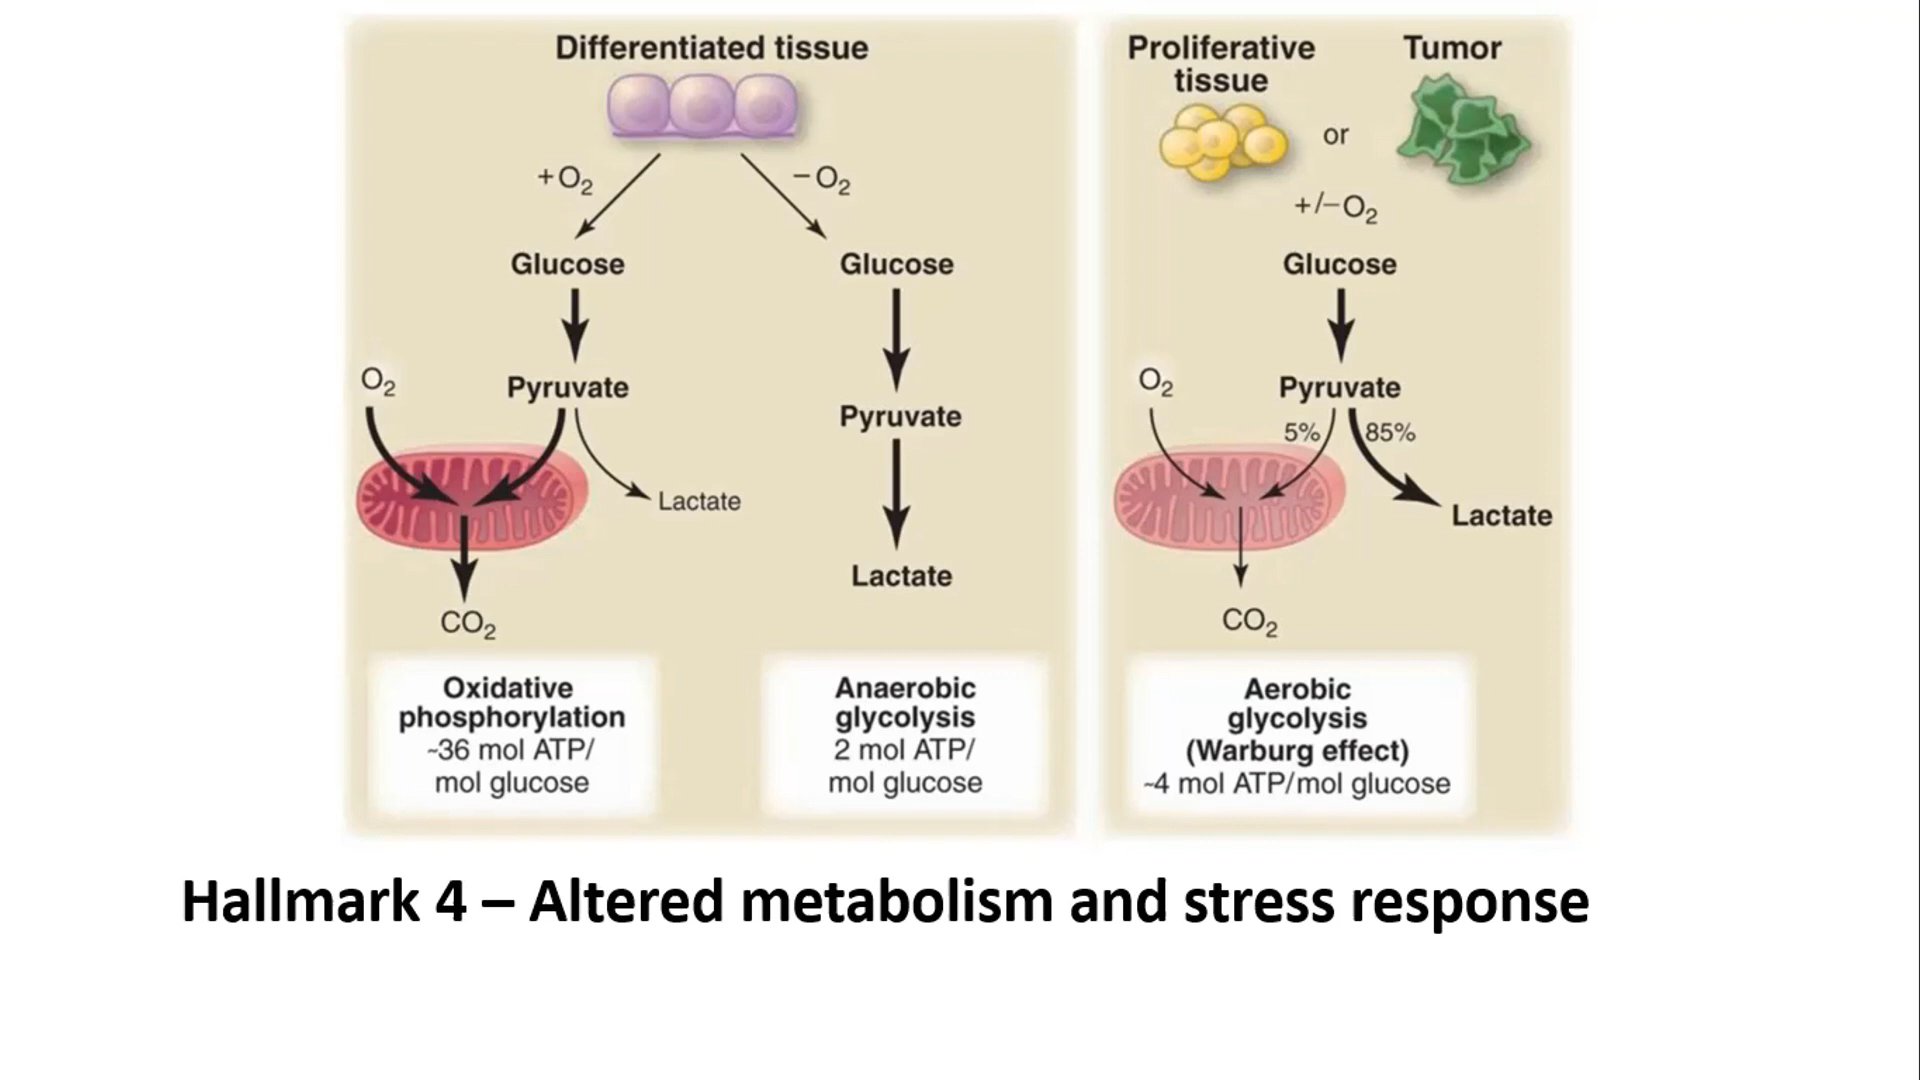 Differentiated tissue
+O2
−O2
Glucose
Glucose
O2
Pyruvate
Pyruvate
Lactate
Lactate
CO2
Oxidative
phosphorylation
~36 mol ATP/
mol glucose
Anaerobic
glycolysis
2 mol ATP/
mol glucose
Proliferative
tissue
or
Tumor
+/−O2
Glucose
O2
Pyruvate
5%
85%
Lactate
CO2
Aerobic
glycolysis
(Warburg effect)
~4 mol ATP/mol glucose
Hallmark 4 – Altered metabolism and stress response